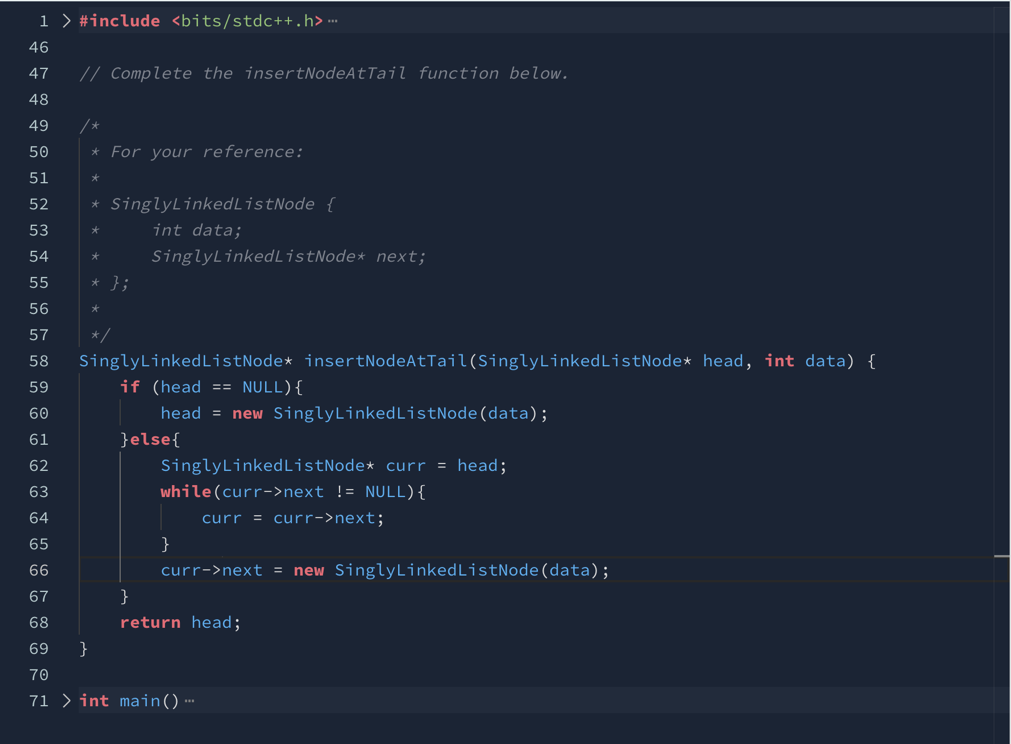 1 > #include <bits/stdc++.h> ⋯
46
47 // Complete the insertNodeAtTail function below.
48
49 /*
50  * For your reference:
51  *
52  * SinglyLinkedListNode {
53  *     int data;
54  *     SinglyLinkedListNode* next;
55  * };
56  *
57  */
58 SinglyLinkedListNode* insertNodeAtTail(SinglyLinkedListNode* head, int data) {
59     if (head == NULL){
60         head = new SinglyLinkedListNode(data);
61     }else{
62         SinglyLinkedListNode* curr = head;
63         while(curr->next != NULL){
64             curr = curr->next;
65         }
66         curr->next = new SinglyLinkedListNode(data);
67     }
68     return head;
69 }
70
71 > int main() ⋯